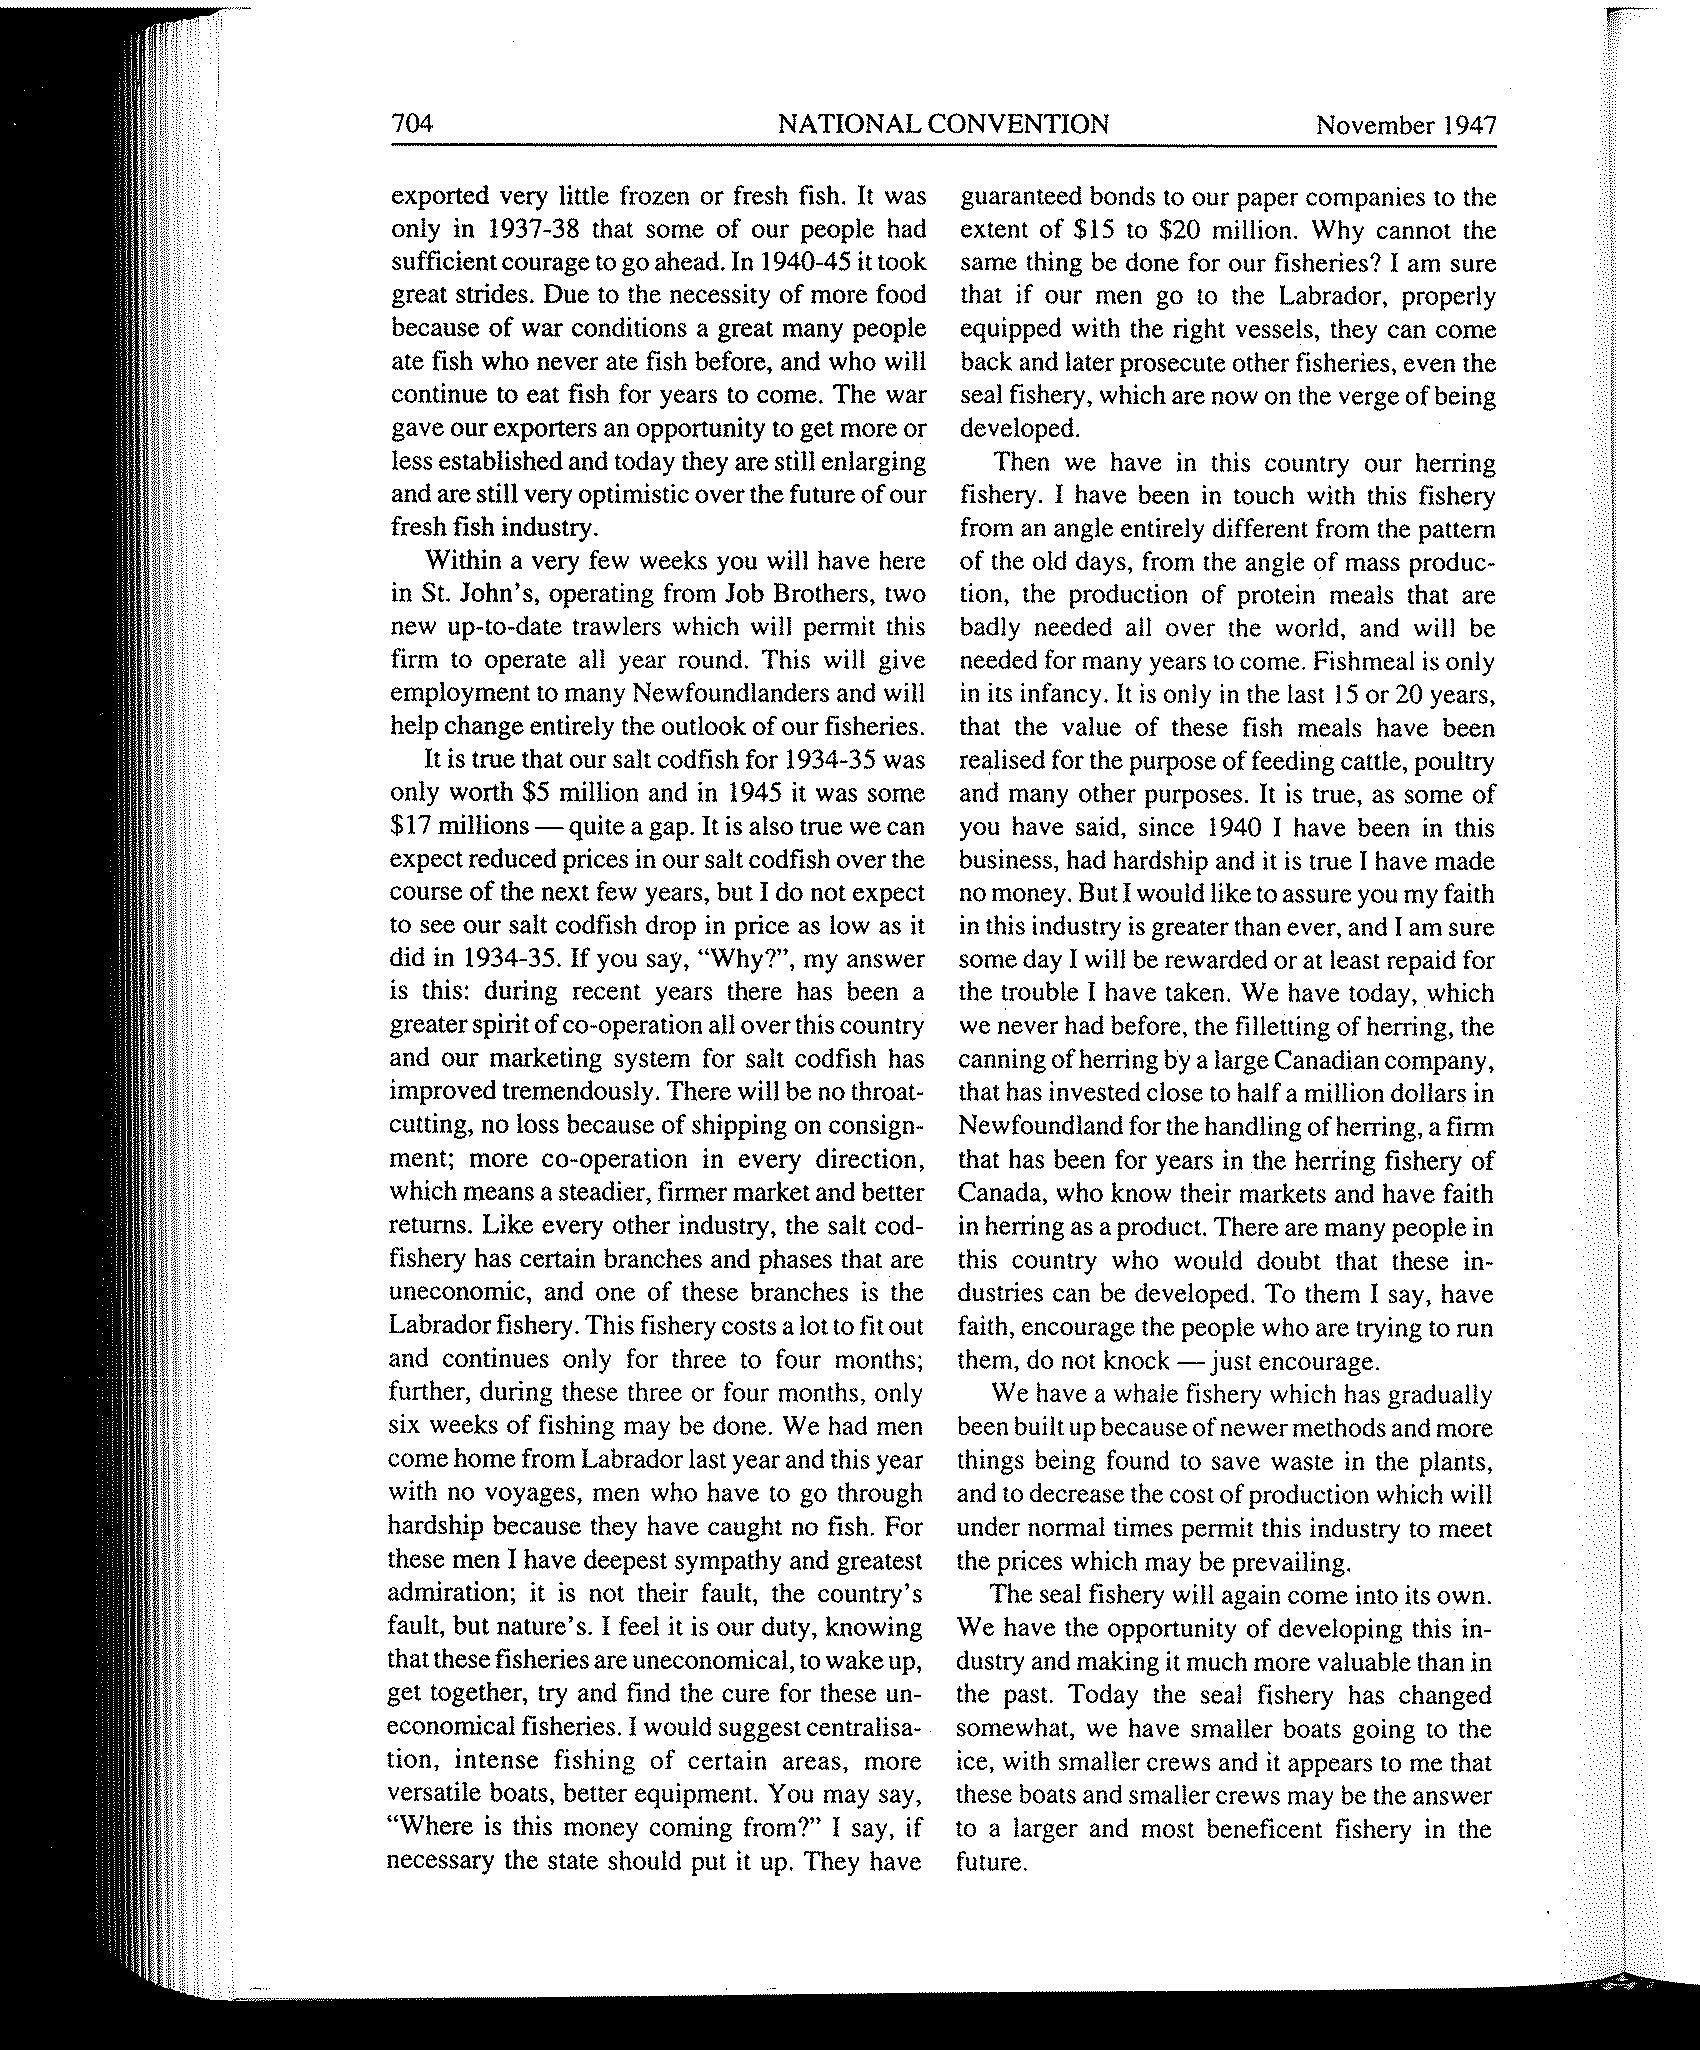 704 NATIONAL CONVENTION November 1947
exported very little frozen or fresh fish. It was
only in 1937-38 that some of our people had
sufficient courage to go ahead. In 1940-45 it took
great strides. Due to the necessity of more food
because of war conditions a great many people
ate fish who never ate fish before, and who will
continue to eat fish for years to come. The war
gave our exporters an opportunity to get more or
less established and today they are still enlarging
and are still very optimistic over the future of our
fresh fish industry.
Within a very few weeks you will have here
in St. John's, operating from Job Brothers, two
new up-to-date trawlers which will permit this
firm to operate all year round. This will give
employment to many Newfoundlanders and will
help change entirely the outlook of our fisheries.
It is true that our salt codfish for 1934-35 was
only worth $5 million and in 1945 it was some
$17 millions — quite a gap. It is also true we can
expect reduced prices in our salt codfish over the
course of the next few years, but I do not expect
to see our salt codfish drop in price as low as it
did in 1934-35. If you say, "Why?", my answer
is this: during recent years there has been a
greater spirit of co-operation all over this country
and our marketing system for salt codfish has
improved tremendously. There will be no throat-
cutting, no loss because of shipping on consign-
ment; more co-operation in every direction,
which means a steadier, firmer market and better
returns. Like every other industry, the salt cod-
fishery has certain branches and phases that are
uneconomic, and one of these branches is the
Labrador fishery. This fishery costs a lot to fit out
and continues only for three to four months;
further, during these three or four months, only
six weeks of fishing may be done. We had men
come home from Labrador last year and this year
with no voyages, men who have to go through
hardship because they have caught no fish. For
these men I have deepest sympathy and greatest
admiration; it is not their fault, the country's
fault, but nature's. I feel it is our duty, knowing
that these fisheries are uneconomical, to wake up,
get together, try and find the cure for these un-
economical fisheries. I would suggest centralisa-
tion, intense fishing of certain areas, more
versatile boats, better equipment. You may say,
"Where is this money coming from?" I say, if
necessary the state should put it up. They have
guaranteed bonds to our paper companies to the
extent of $15 to $20 million. Why cannot the
same thing be done for our fisheries? I am sure
that if our men go to the Labrador, properly
equipped with the right vessels, they can come
back and later prosecute other fisheries, even the
seal fishery, which are now on the verge of being
developed.
Then we have in this country our herring
fishery. I have been in touch with this fishery
from an angle entirely different from the pattern
of the old days, from the angle of mass produc-
tion, the production of protein meals that are
badly needed all over the world, and will be
needed for many years to come. Fishmeal is only
in its infancy. It is only in the last 15 or 20 years,
that the value of these fish meals have been
realised for the purpose of feeding cattle, poultry
and many other purposes. It is true, as some of
you have said, since 1940 I have been in this
business, had hardship and it is true I have made
no money. But I would like to assure you my faith
in this industry is greater than ever, and I am sure
some day I will be rewarded or at least repaid for
the trouble I have taken. We have today, which
we never had before, the filletting of herring, the
canning of herring by a large Canadian company,
that has invested close to half a million dollars in
Newfoundland for the handling of herring, a firm
that has been for years in the herring fishery of
Canada, who know their markets and have faith
in herring as a product. There are many people in
this country who would doubt that these in-
dustries can be developed. To them I say, have
faith, encourage the people who are trying to run
them, do not knock — just encourage.
We have a whale fishery which has gradually
been built up because of newer methods and more
things being found to save waste in the plants,
and to decrease the cost of production which will
under normal times permit this industry to meet
the prices which may be prevailing.
The seal fishery will again come into its own.
We have the opportunity of developing this in-
dustry and making it much more valuable than in
the past. Today the seal fishery has changed
somewhat, we have smaller boats going to the
ice, with smaller crews and it appears to me that
these boats and smaller crews may be the answer
to a larger and most beneficent fishery in the
future.